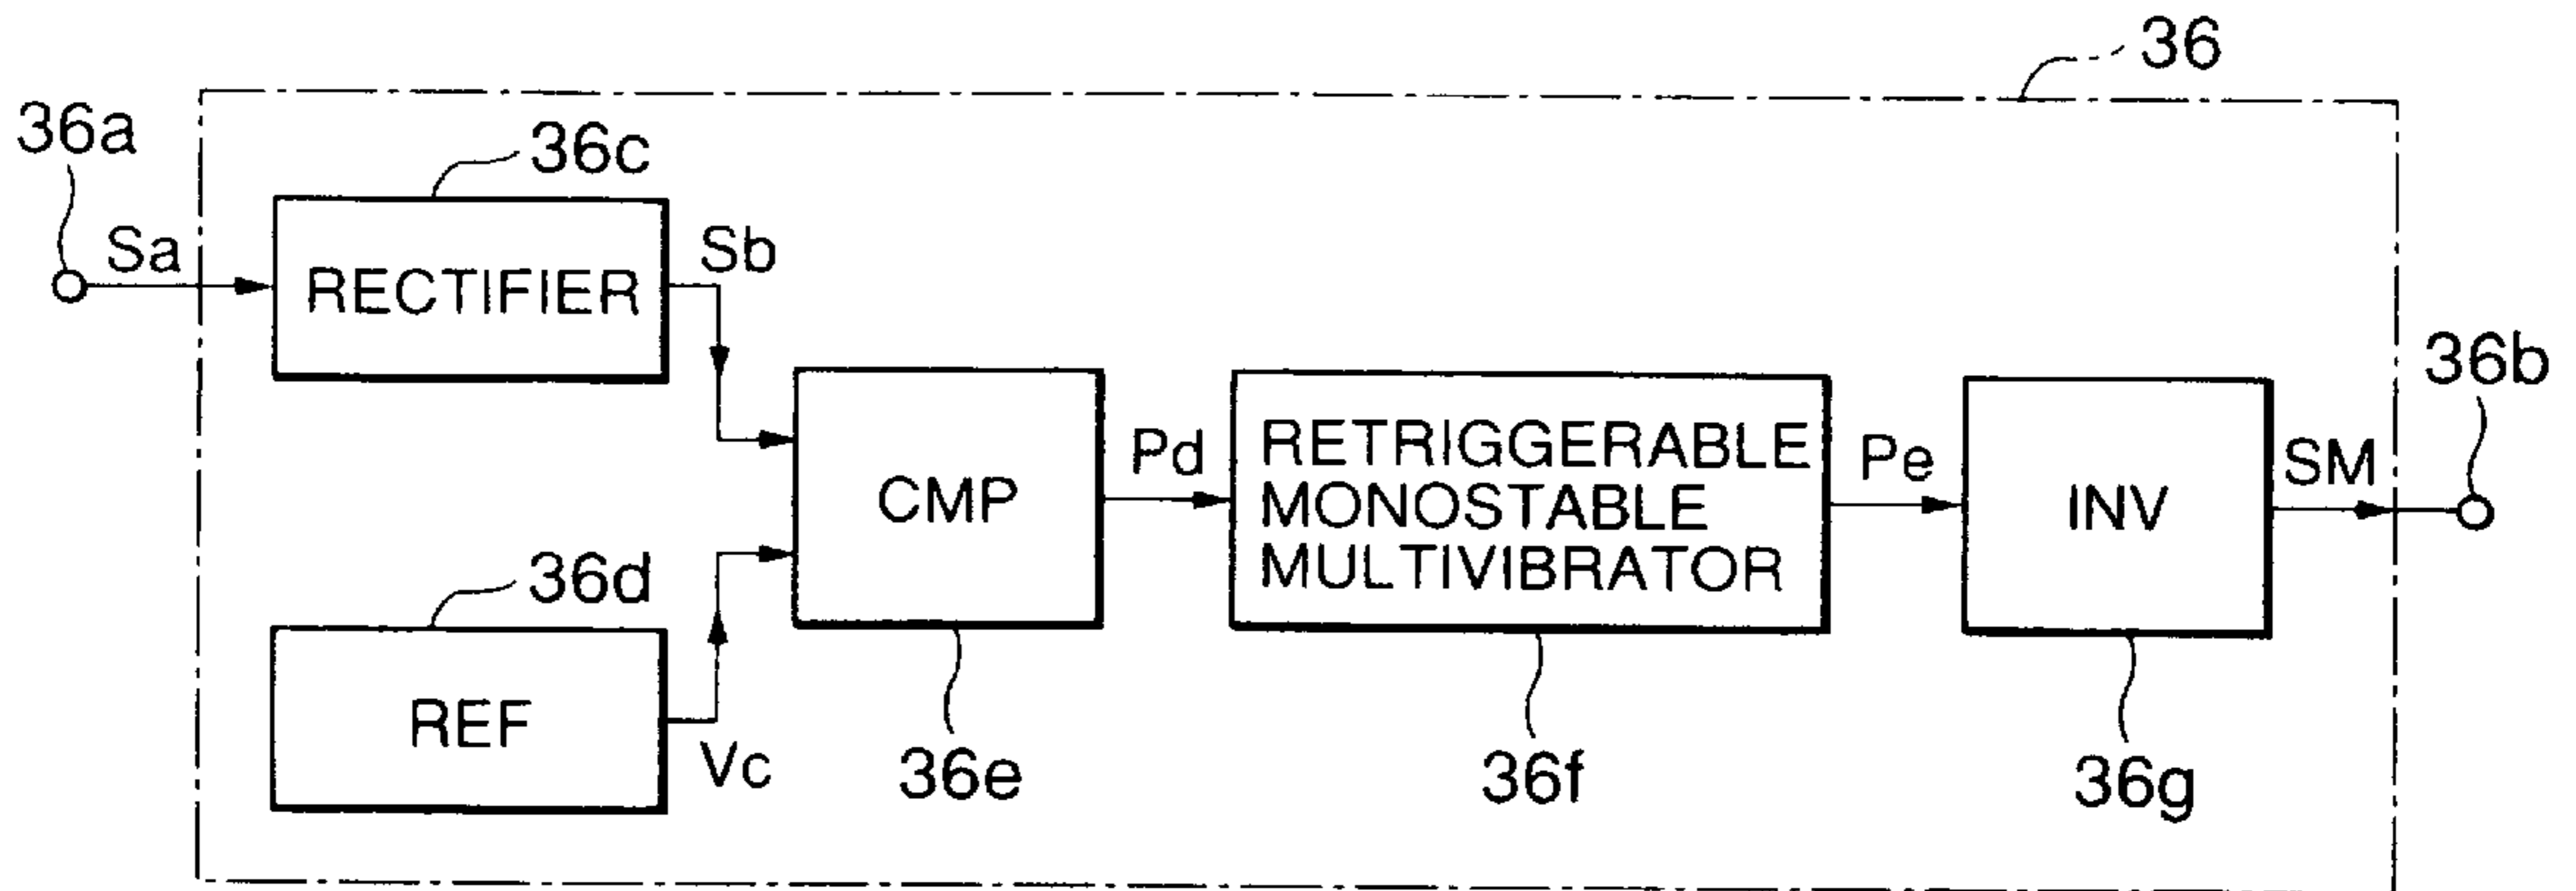 36
36a
36c
Sa
RECTIFIER
Sb
36b
CMP
Pd
RETRIGGERABLE
MONOSTABLE
MULTIVIBRATOR
Pe
INV
SM
36d
REF
Vc
36e
36f
36g